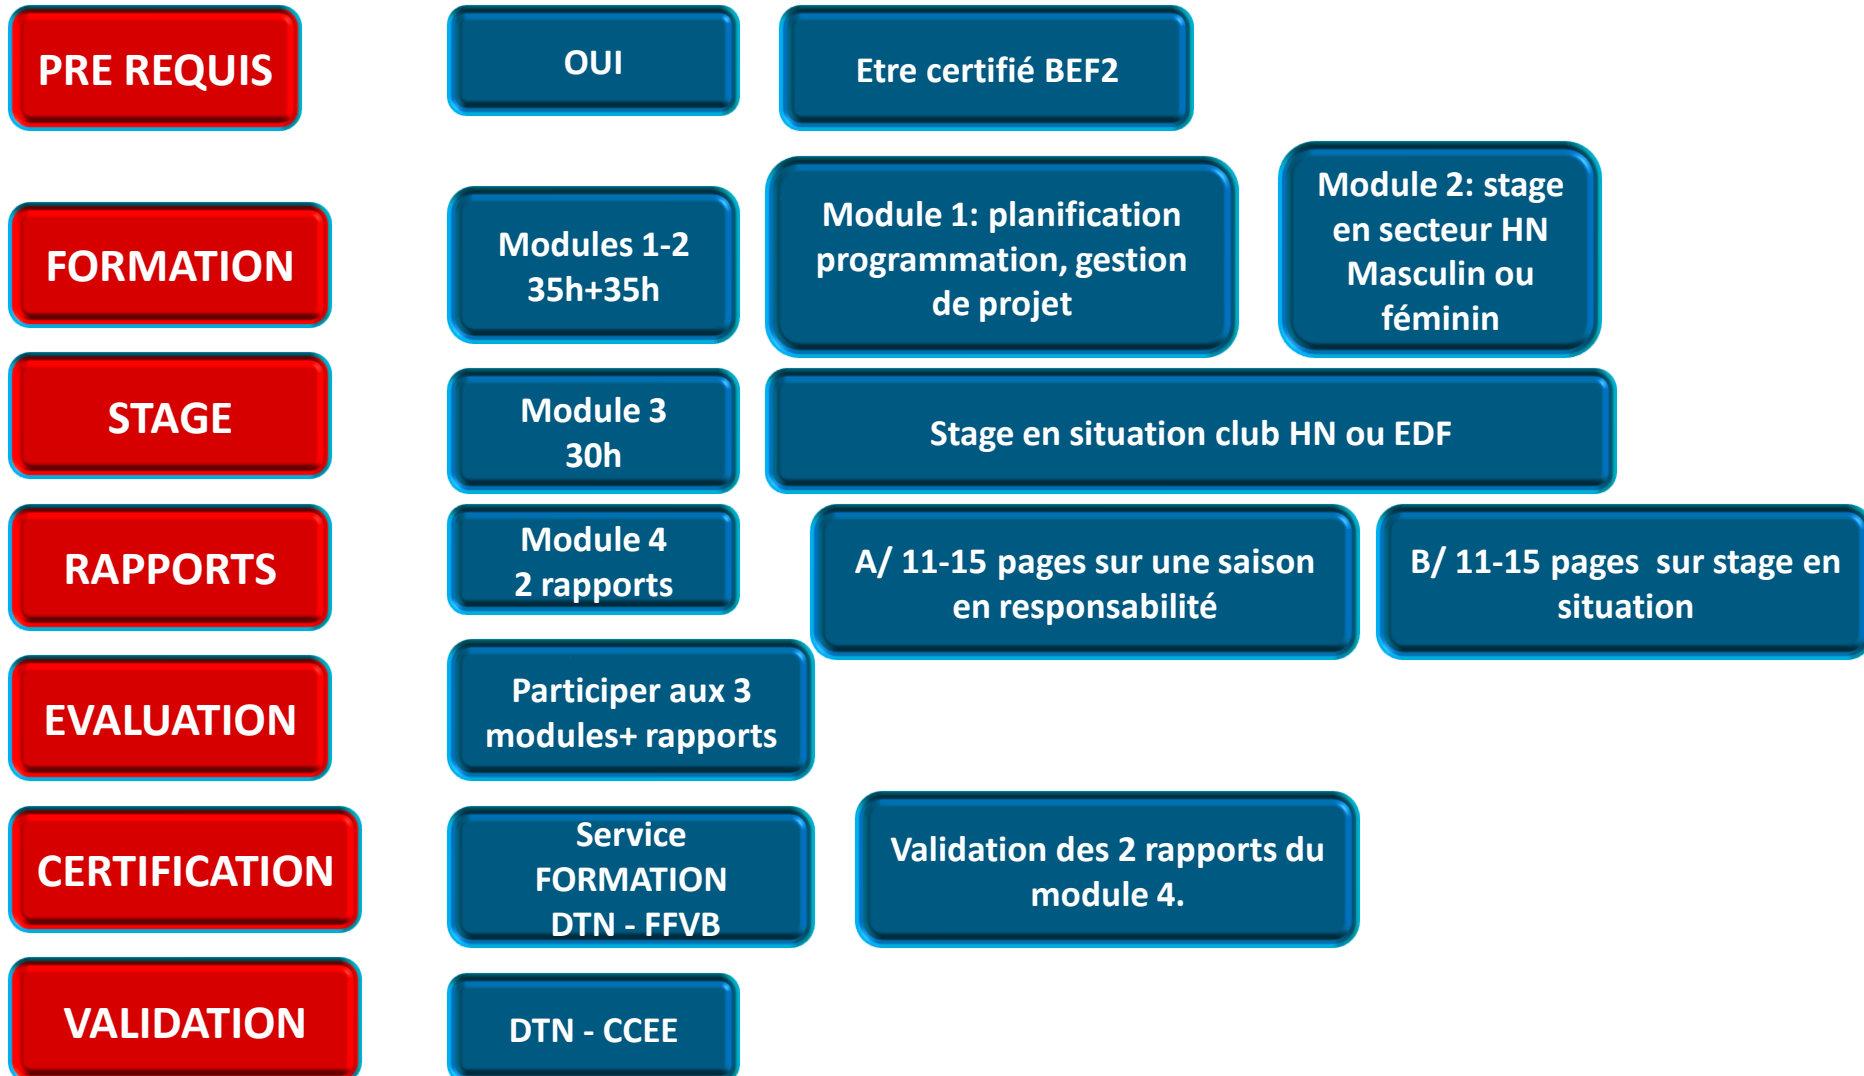 PRE REQUIS
OUI
Etre certifié BEF2
FORMATION
Modules 1-2
35h+35h
Module 1: planification
programmation, gestion
de projet
Module 2: stage
en secteur HN
Masculin ou
féminin
STAGE
Module 3
30h
Stage en situation club HN ou EDF
RAPPORTS
Module 4
2 rapports
A/ 11-15 pages sur une saison
en responsabilité
B/ 11-15 pages  sur stage en
situation
EVALUATION
Participer aux 3
modules+ rapports
CERTIFICATION
Service
FORMATION
DTN - FFVB
Validation des 2 rapports du
module 4.
VALIDATION
DTN - CCEE